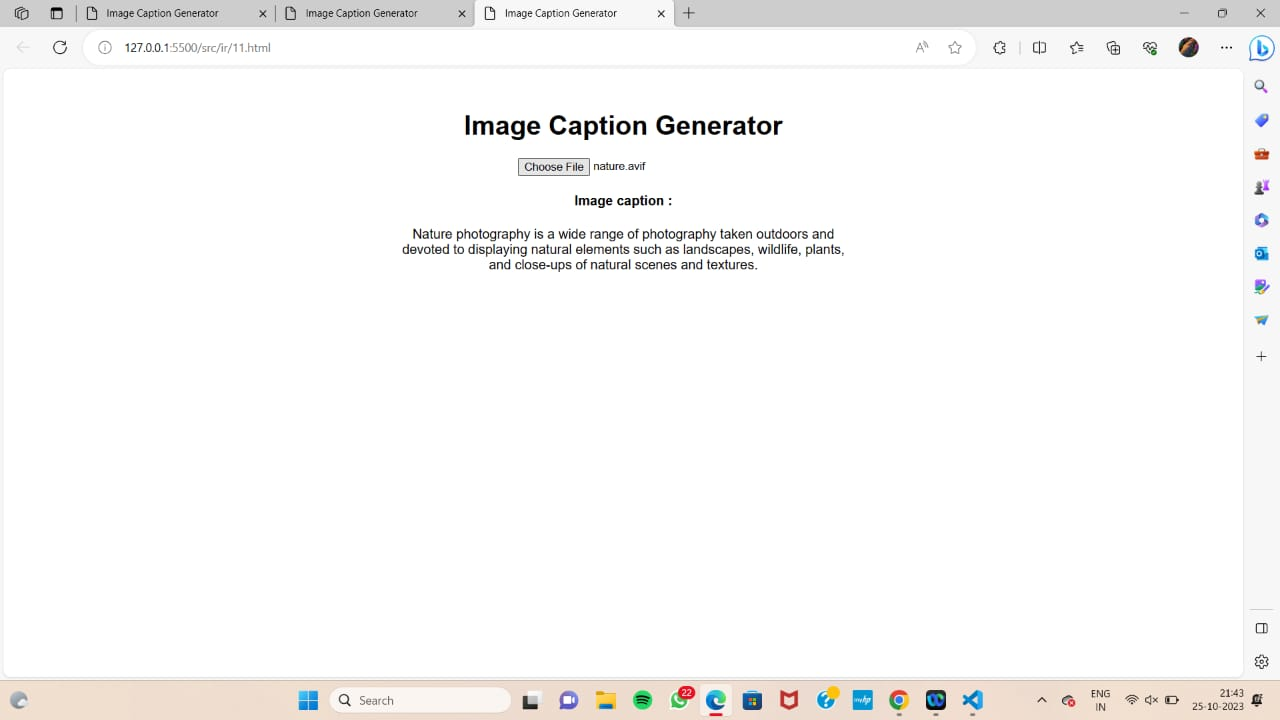 Image Caption Generator
Image Caption Generator
Image Caption Generator
127.0.0.1:5500/src/ir/11.html
Image Caption Generator
Choose File nature.avif
Image caption :
Nature photography is a wide range of photography taken outdoors and
devoted to displaying natural elements such as landscapes, wildlife, plants,
and close-ups of natural scenes and textures.
Search
22
myhp
ENG
IN
21:43
25-10-2023